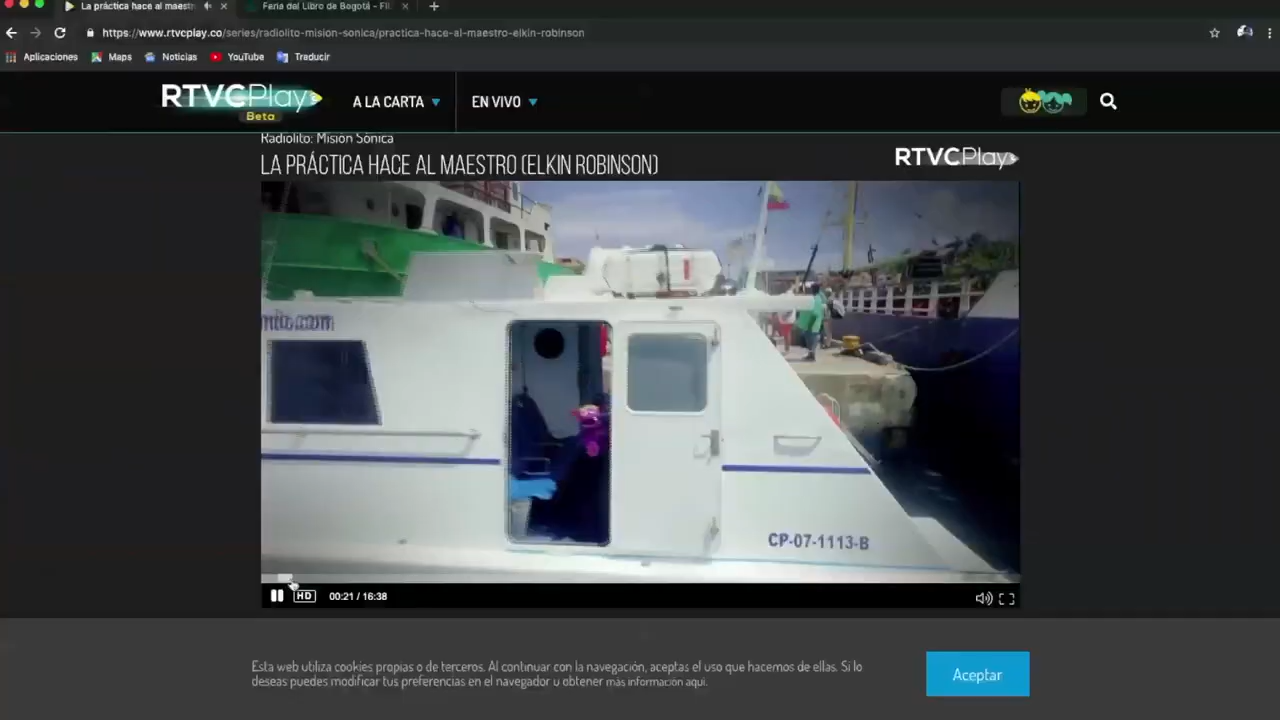 La práctica hace al maestr
Feria del Libro de Bogotá - FI
https://www.rtvcplay.co/series/radiolito-mision-sonica/practica-hace-al-maestro-elkin-robinson
Aplicaciones Maps Noticias YouTube Traducir
RTVCPlay
Beta
A LA CARTA
EN VIVO
Radiolito: Misión Sónica
LA PRÁCTICA HACE AL MAESTRO (ELKIN ROBINSON)
RTVCPlay
.com
CP-07-1113-B
HD
00:21 / 16:38
Esta web utiliza cookies propias o de terceros. Al continuar con la navegación, aceptas el uso que hacemos de ellas. Si lo
deseas puedes modificar tus preferencias en el navegador u obtener más información aquí.
Aceptar